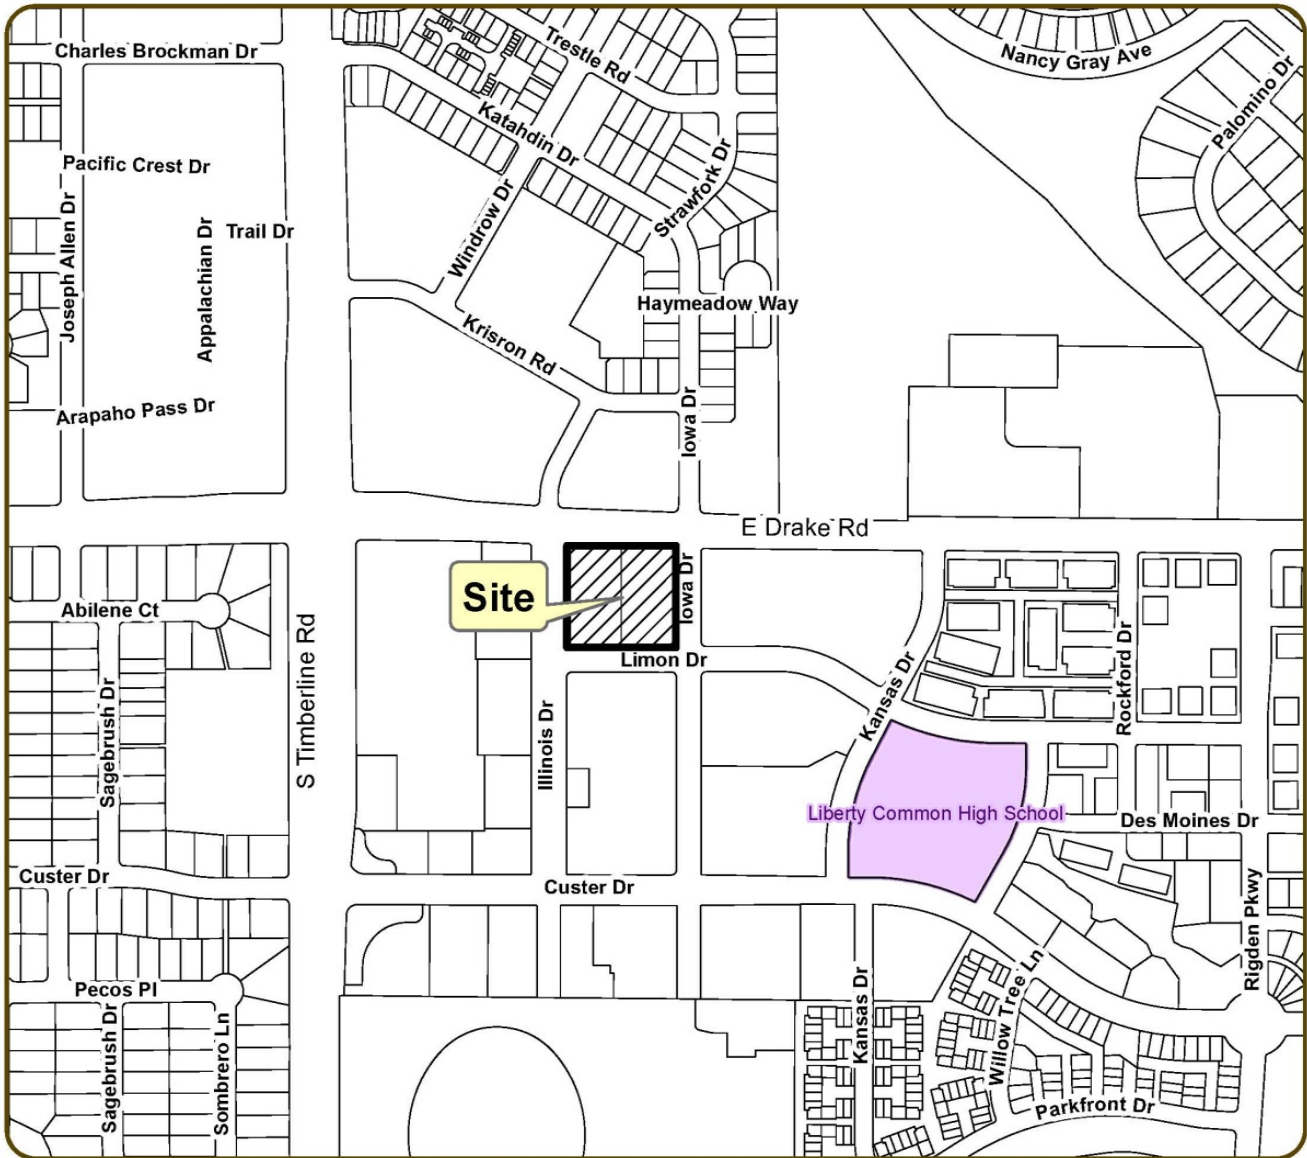 Charles Brockman Dr
Trestle Rd
Nancy Gray Ave
Palomino Dr
Katahdin Dr
Pacific Crest Dr
Strawfork Dr
Joseph Allen Dr
Appalachian Dr
Trail Dr
Windrow Dr
Haymeadow Way
Krisron Rd
Arapaho Pass Dr
Iowa Dr
E Drake Rd
Site
Iowa Dr
Abilene Ct
S Timberline Rd
Limon Dr
Kansas Dr
Rockford Dr
Sagebrush Dr
Illinois Dr
Liberty Common High School
Des Moines Dr
Custer Dr
Custer Dr
Rigden Pkwy
Pecos Pl
Sagebrush Dr
Sombrero Ln
Kansas Dr
Willow Tree Ln
Parkfront Dr